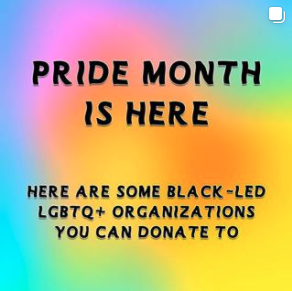 PRIDE MONTH
IS HERE
HERE ARE SOME BLACK-LED
LGBTQ+ ORGANIZATIONS
YOU CAN DONATE TO